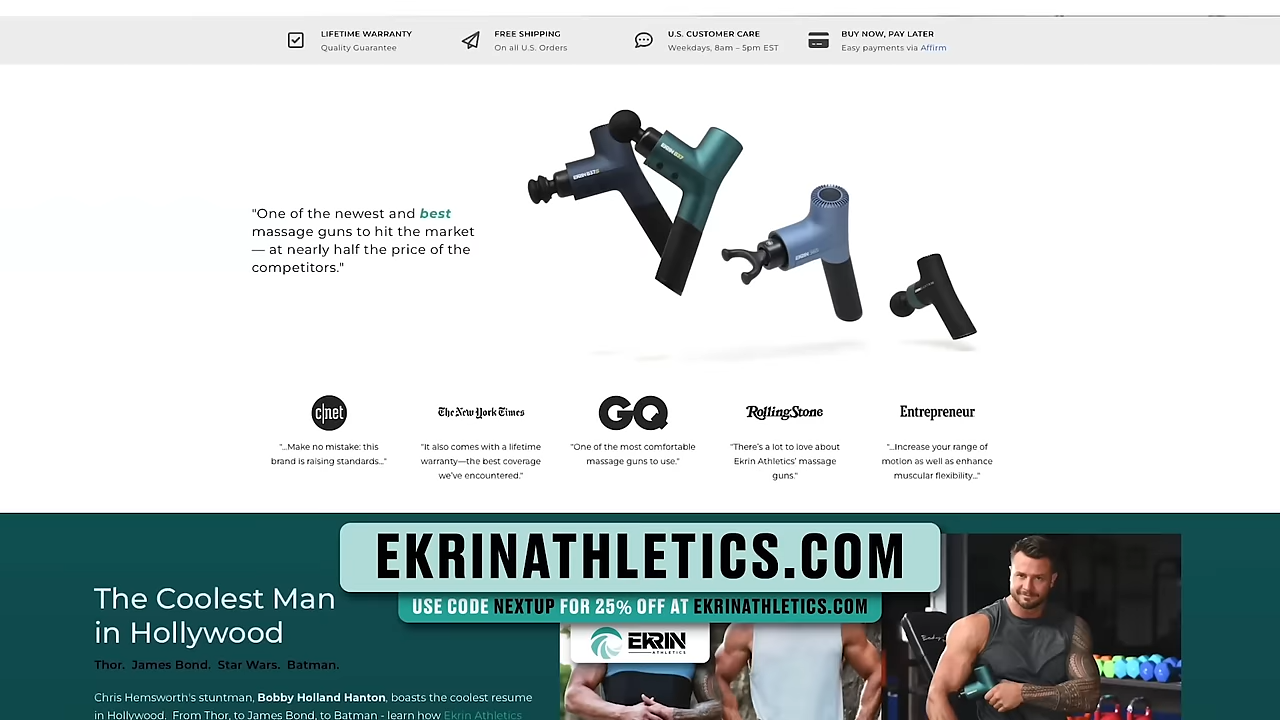 LIFETIME WARRANTY
Quality Guarantee
FREE SHIPPING
On all U.S. Orders
U.S. CUSTOMER CARE
Weekdays, 8am – 5pm EST
BUY NOW, PAY LATER
Easy payments via Affirm
"One of the newest and best
massage guns to hit the market
— at nearly half the price of the
competitors."
c|net
The New York Times
GQ
RollingStone
Entrepreneur
"...Make no mistake: this
brand is raising standards..."
"It also comes with a lifetime
warranty—the best coverage
we've encountered."
"One of the most comfortable
massage guns to use."
"There's a lot to love about
Ekrin Athletics' massage
guns."
"...Increase your range of
motion as well as enhance
muscular flexibility..."
EKRINATHLETICS.COM
USE CODE NEXTUP FOR 25% OFF AT EKRINATHLETICS.COM
EKRIN
ATHLETICS
The Coolest Man
in Hollywood
Thor. James Bond. Star Wars. Batman.
Chris Hemsworth's stuntman, Bobby Holland Hanton, boasts the coolest resume
in Hollywood. From Thor, to James Bond, to Batman - learn how Ekrin Athletics